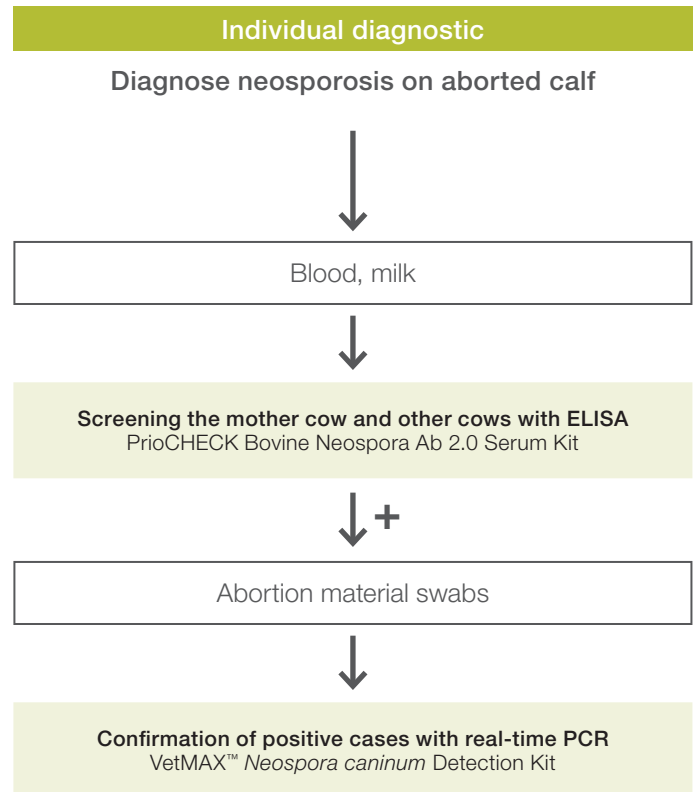 Individual diagnostic
Diagnose neosporosis on aborted calf
Blood, milk
Screening the mother cow and other cows with ELISA
PrioCHECK Bovine Neospora Ab 2.0 Serum Kit
+
Abortion material swabs
Confirmation of positive cases with real-time PCR
VetMAX™ Neospora caninum Detection Kit